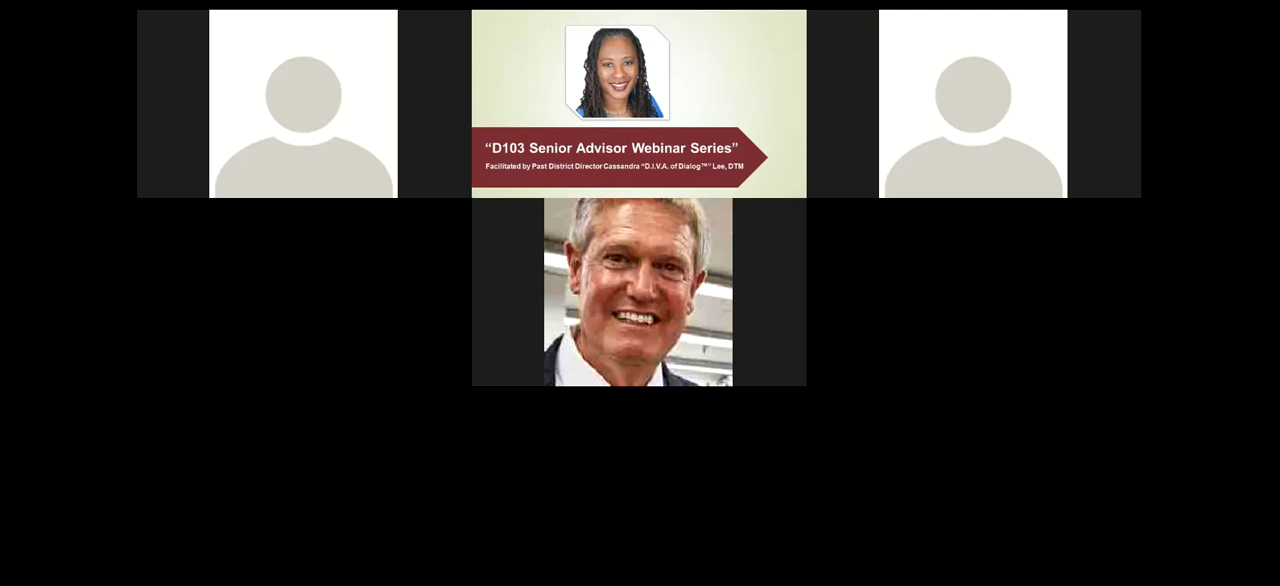 “D103 Senior Advisor Webinar Series”
Facilitated by Past District Director Cassandra “D.I.V.A. of Dialog™” Lee, DTM